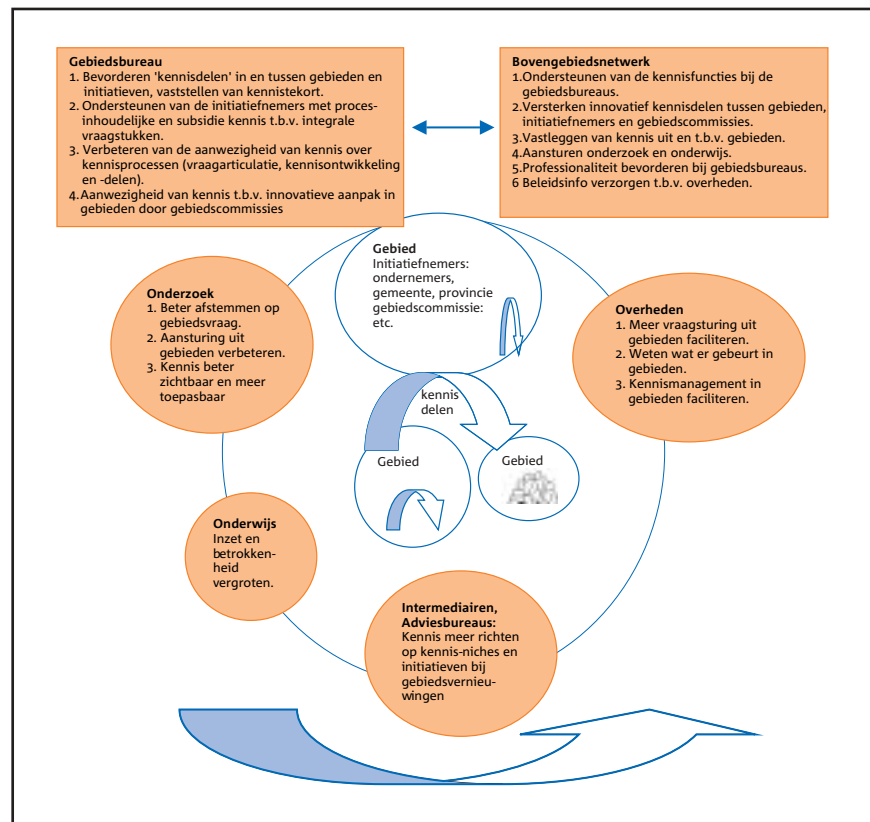 Gebiedsbureau
1. Bevorderen 'kennisdelen' in en tussen gebieden en
initiatieven, vaststellen van kennistekort.
2. Ondersteunen van de initiatiefnemers met proces-
inhoudelijke en subsidie kennis t.b.v. integrale
vraagstukken.
3. Verbeteren van de aanwezigheid van kennis over
kennisprocessen (vraagarticulatie, kennisontwikkeling
en -delen).
4.Aanwezigheid van kennis t.b.v. innovatieve aanpak in
gebieden door gebiedscommissies
Bovengebiedsnetwerk
1.Ondersteunen van de kennisfuncties bij de
gebiedsbureaus.
2.Versterken innovatief kennisdelen tussen gebieden,
initiatiefnemers en gebiedscommissies.
3.Vastleggen van kennis uit en t.b.v. gebieden.
4.Aansturen onderzoek en onderwijs.
5.Professionaliteit bevorderen bij gebiedsbureaus.
6 Beleidsinfo verzorgen t.b.v. overheden.
Gebied
Initiatiefnemers:
ondernemers,
gemeente, provincie
gebiedscommissie:
etc.
Onderzoek
1. Beter afstemmen op
gebiedsvraag.
2. Aansturing uit
gebieden verbeteren.
3. Kennis beter
zichtbaar en meer
toepasbaar
Overheden
1. Meer vraagsturing uit
gebieden faciliteren.
2. Weten wat er gebeurt in
gebieden.
3. Kennismanagement in
gebieden faciliteren.
kennis
delen
Gebied
Gebied
Onderwijs
Inzet en
betrokken-
heid
vergroten.
Intermediairen,
Adviesbureaus:
Kennis meer richten
op kennis-niches en
initiatieven bij
gebiedsvernieu-
wingen